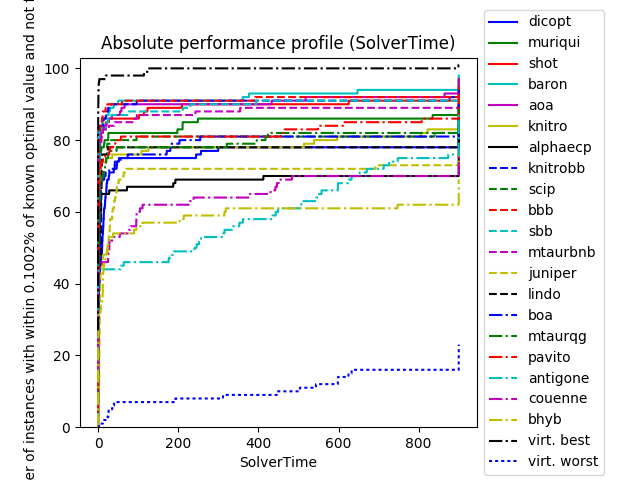 Absolute performance profile (SolverTime)
er of instances with within 0.1002% of known optimal value and not
100
80
60
40
20
0
0 200 400 600 800
SolverTime
dicopt
muriqui
shot
baron
aoa
knitro
alphaecp
knitrobb
scip
bbb
sbb
mtaurbnb
juniper
lindo
boa
mtaurqg
pavito
antigone
couenne
bhyb
virt. best
virt. worst